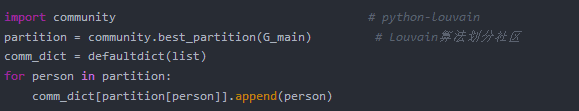 import community # python-louvain
partition = community.best_partition(G_main) # Louvain算法划分社区
comm_dict = defaultdict(list)
for person in partition:
    comm_dict[partition[person]].append(person)